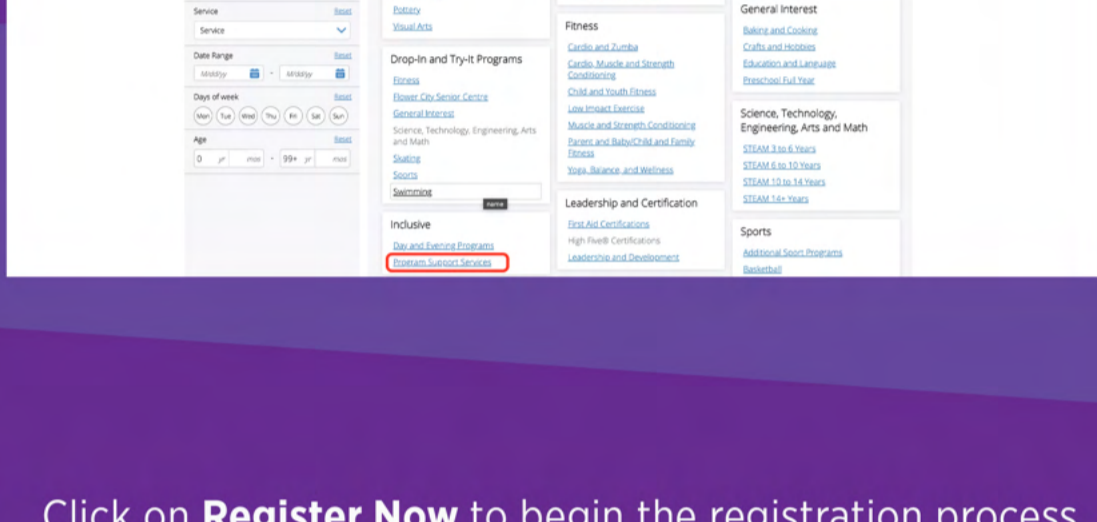 Service
Reset
Service
Date Range
Reset
M/dd/yy
-
M/dd/yy
Days of week
Reset
Mon
Tue
Wed
Thu
Fri
Sat
Sun
Age
Reset
0
yr
mos
-
99+
yr
mos
Pottery
Visual Arts
Drop-In and Try-It Programs
Fitness
Flower City Senior Centre
General Interest
Science, Technology, Engineering, Arts
and Math
Skating
Sports
Swimming
name
Inclusive
Day and Evening Programs
Program Support Services
Fitness
Cardio and Zumba
Cardio, Muscle and Strength
Conditioning
Child and Youth Fitness
Low Impact Exercise
Muscle and Strength Conditioning
Parent and Baby/Child and Family
Fitness
Yoga, Balance, and Wellness
Leadership and Certification
First Aid Certifications
High Five® Certifications
Leadership and Development
General Interest
Baking and Cooking
Crafts and Hobbies
Education and Language
Preschool Full Year
Science, Technology,
Engineering, Arts and Math
STEAM 3 to 6 Years
STEAM 6 to 10 Years
STEAM 10 to 14 Years
STEAM 14+ Years
Sports
Additional Sport Programs
Basketball
Click on Register Now to begin the registration process